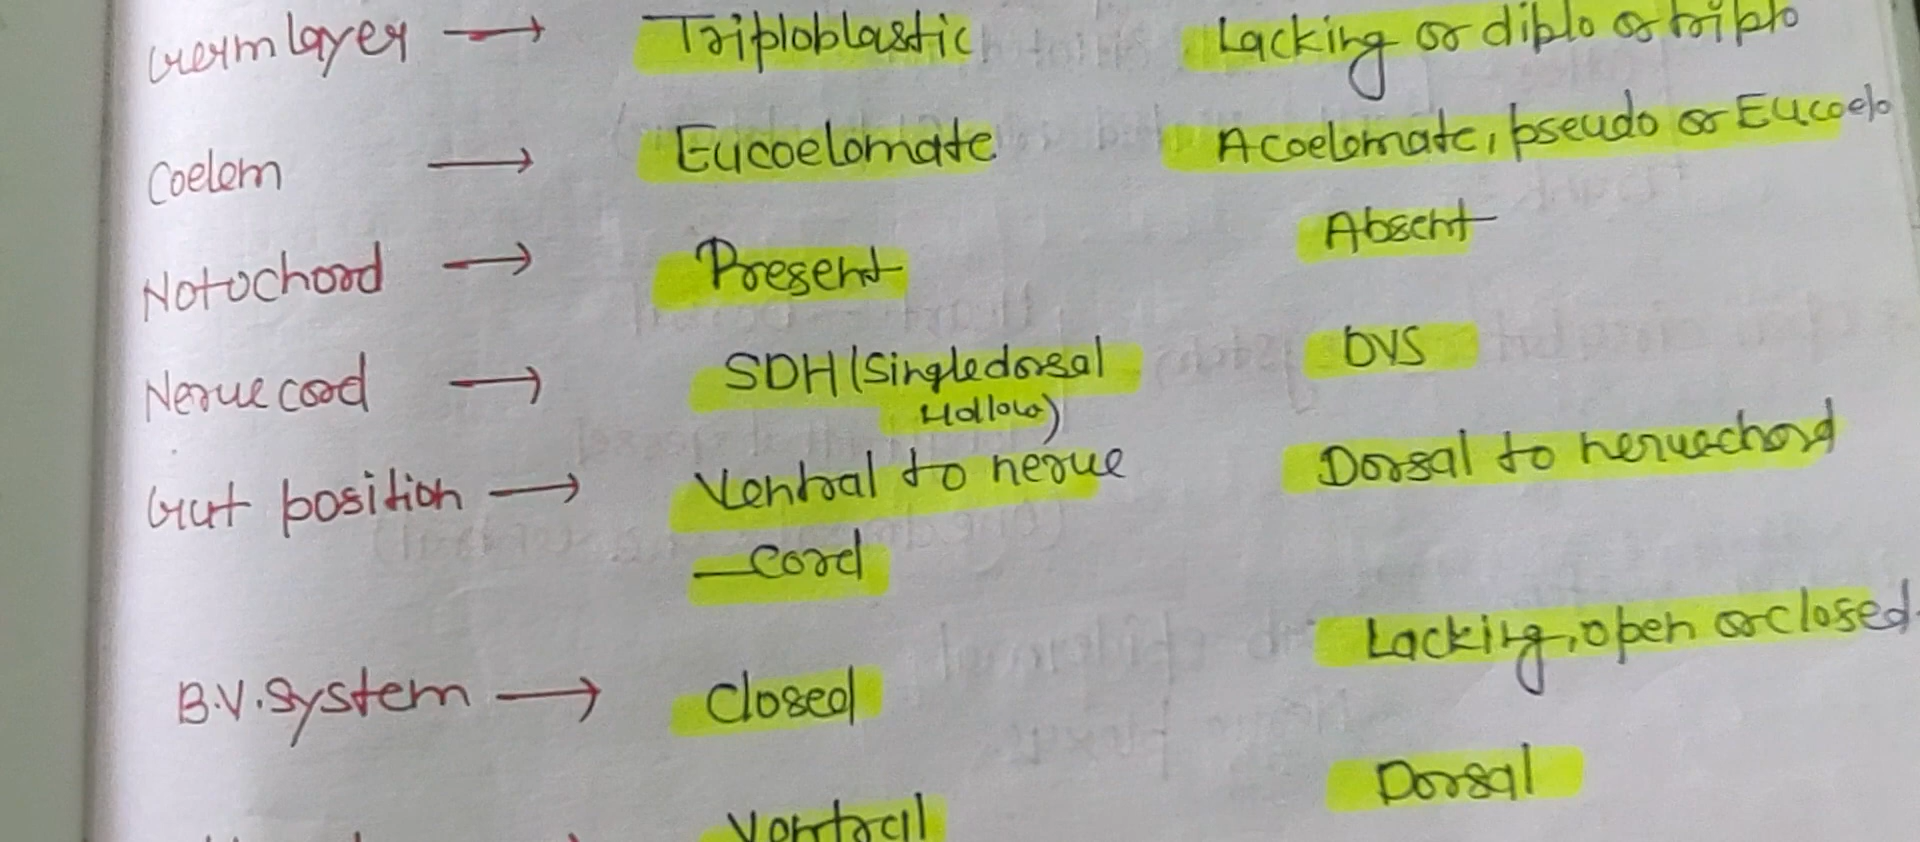 Germ layer → Triploblastic Lacking or diplo or triplo
Coelem → Eucoelomate Acoelomate, pseudo or Eucoelo
Notochord → Present Absent
Nerve cord → SDH (Single dorsal Hollow) DVS
Gut position → Ventral to nerve Dorsal to nervechord
— cord
B.V. System → Closed Lacking, open or closed
Ventral Dorsal